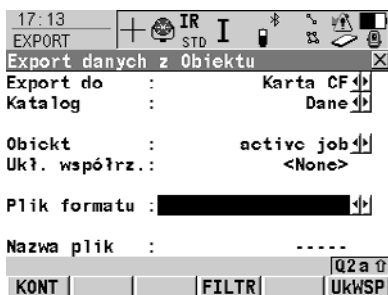 17:13
EXPORT
IR
STD
I
Export danych z Obiektu
Export do : Karta CF
Katalog : Dane
Obiekt : active job
Ukł. współrz.: <None>
Plik formatu :
Nazwa plik : -----
Q2a
KONT FILTR UkWSP